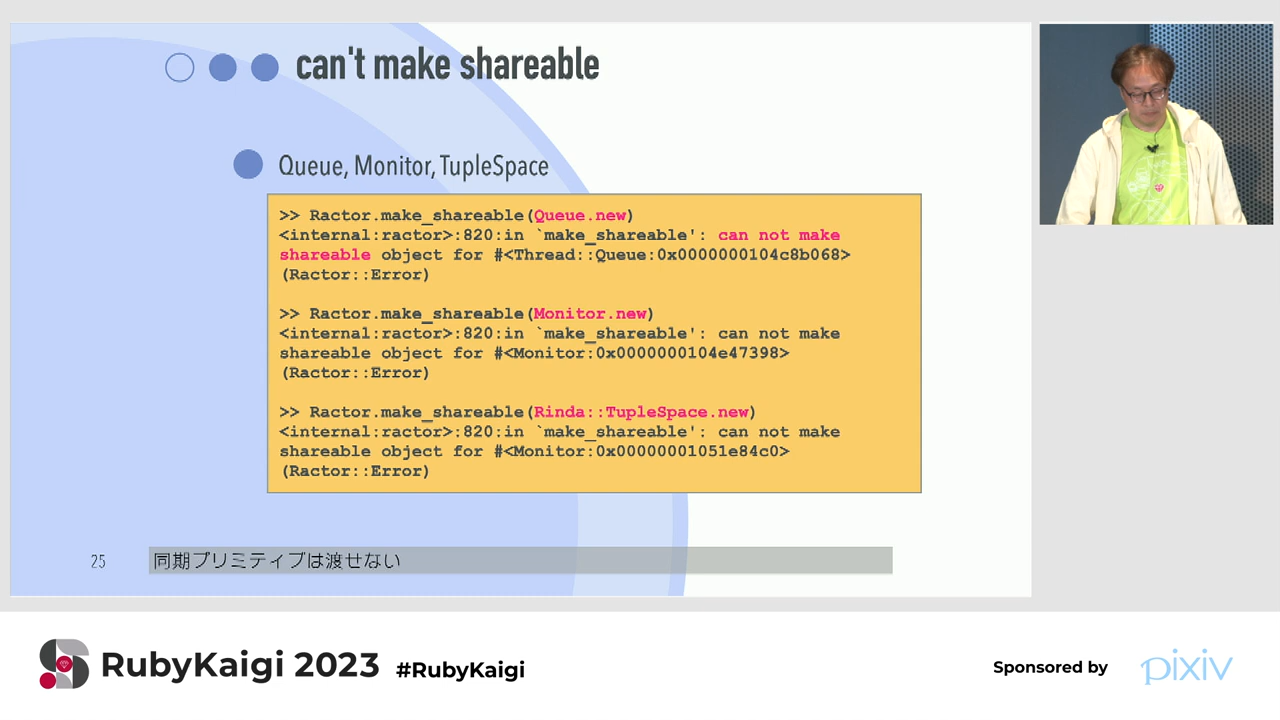 can't make shareable
Queue, Monitor, TupleSpace
>> Ractor.make_shareable(Queue.new)
<internal:ractor>:820:in `make_shareable': can not make
shareable object for #<Thread::Queue:0x0000000104c8b068>
(Ractor::Error)
>> Ractor.make_shareable(Monitor.new)
<internal:ractor>:820:in `make_shareable': can not make
shareable object for #<Monitor:0x0000000104e47398>
(Ractor::Error)
>> Ractor.make_shareable(Rinda::TupleSpace.new)
<internal:ractor>:820:in `make_shareable': can not make
shareable object for #<Monitor:0x00000001051e84c0>
(Ractor::Error)
25
同期プリミティブは渡せない
RubyKaigi 2023 #RubyKaigi
Sponsored by pixiv